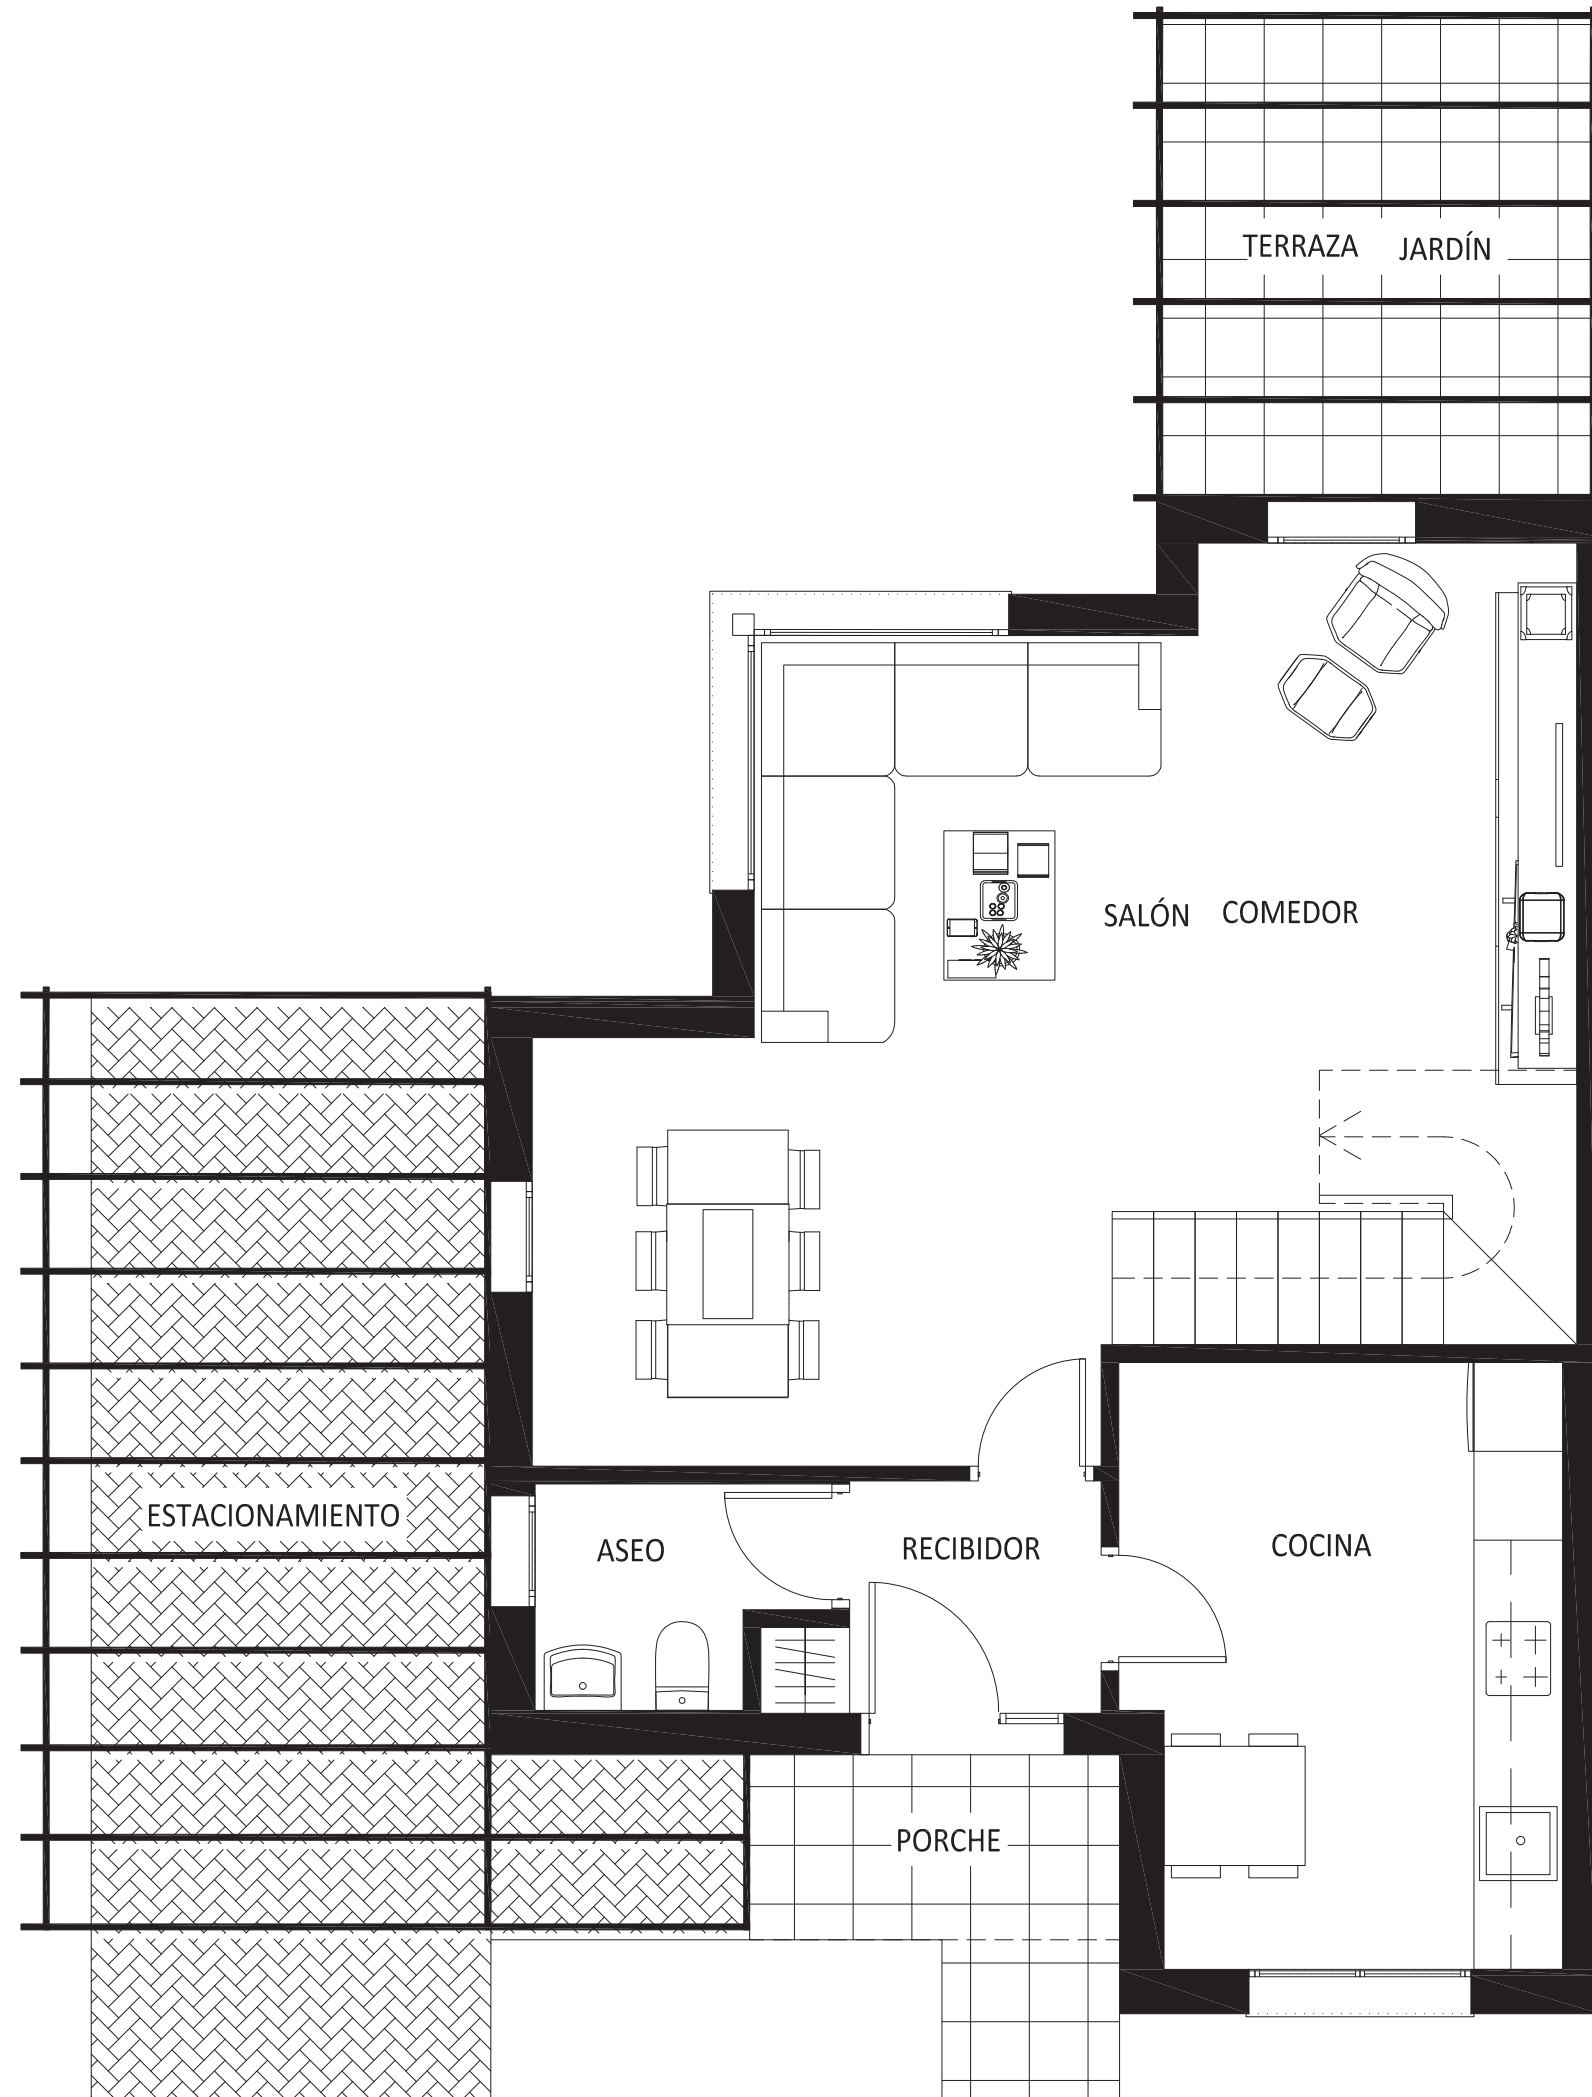 TERRAZA JARDÍN
SALÓN COMEDOR
ESTACIONAMIENTO
ASEO
RECIBIDOR
COCINA
PORCHE